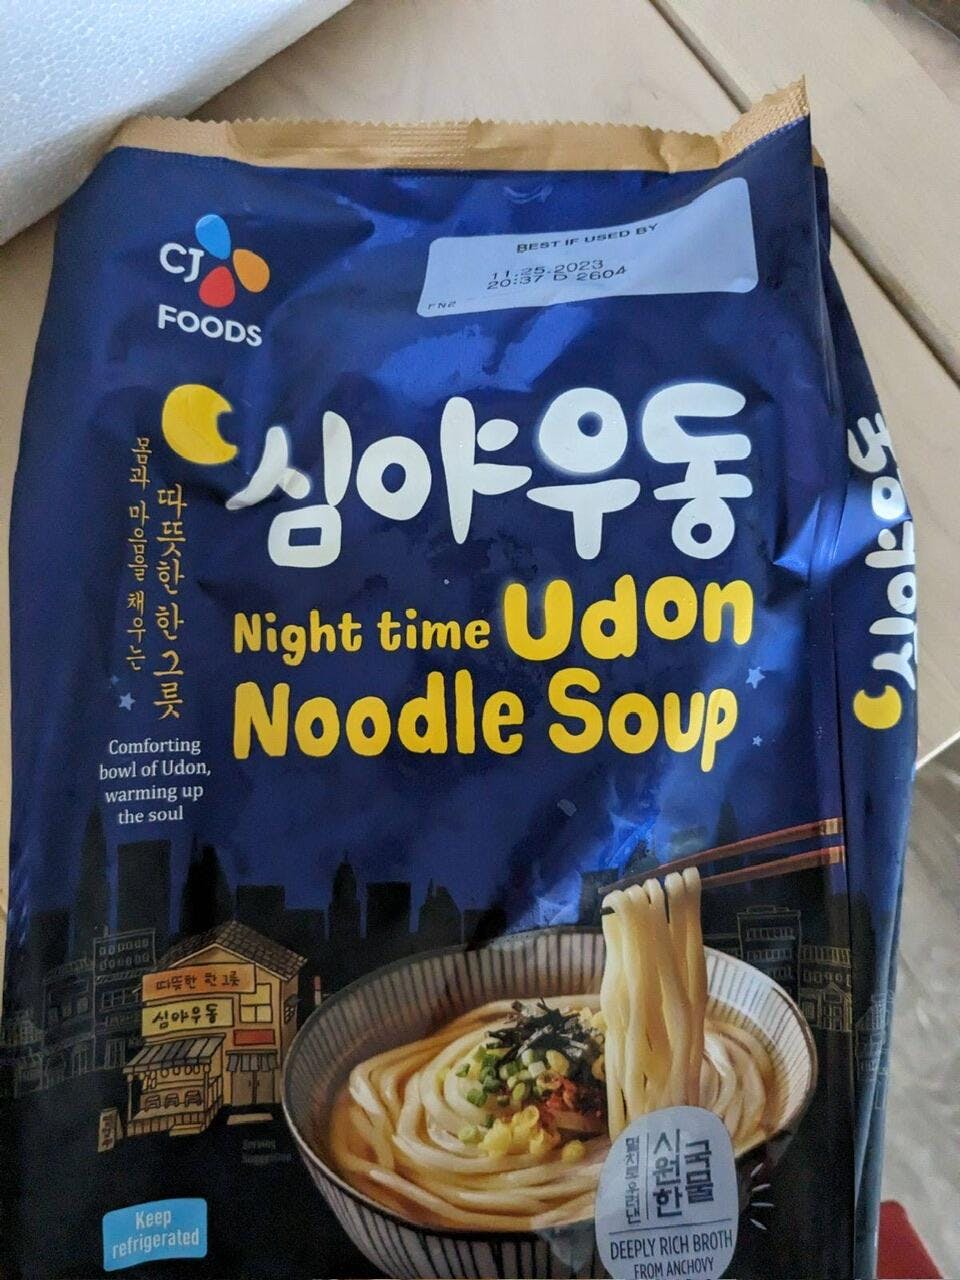 BEST IF USED BY
11.25.2023
20:37 D 2604
FN2
CJ
FOODS
심야우동
몸과 마음을 채우는
따뜻한 한 그릇
Night time Udon
Noodle Soup
Comforting
bowl of Udon,
warming up
the soul
따뜻한 한 그릇
심야우동
Keep
refrigerated
멸치로 우려낸
시원한
국물
DEEPLY RICH BROTH
FROM ANCHOVY
심야우동